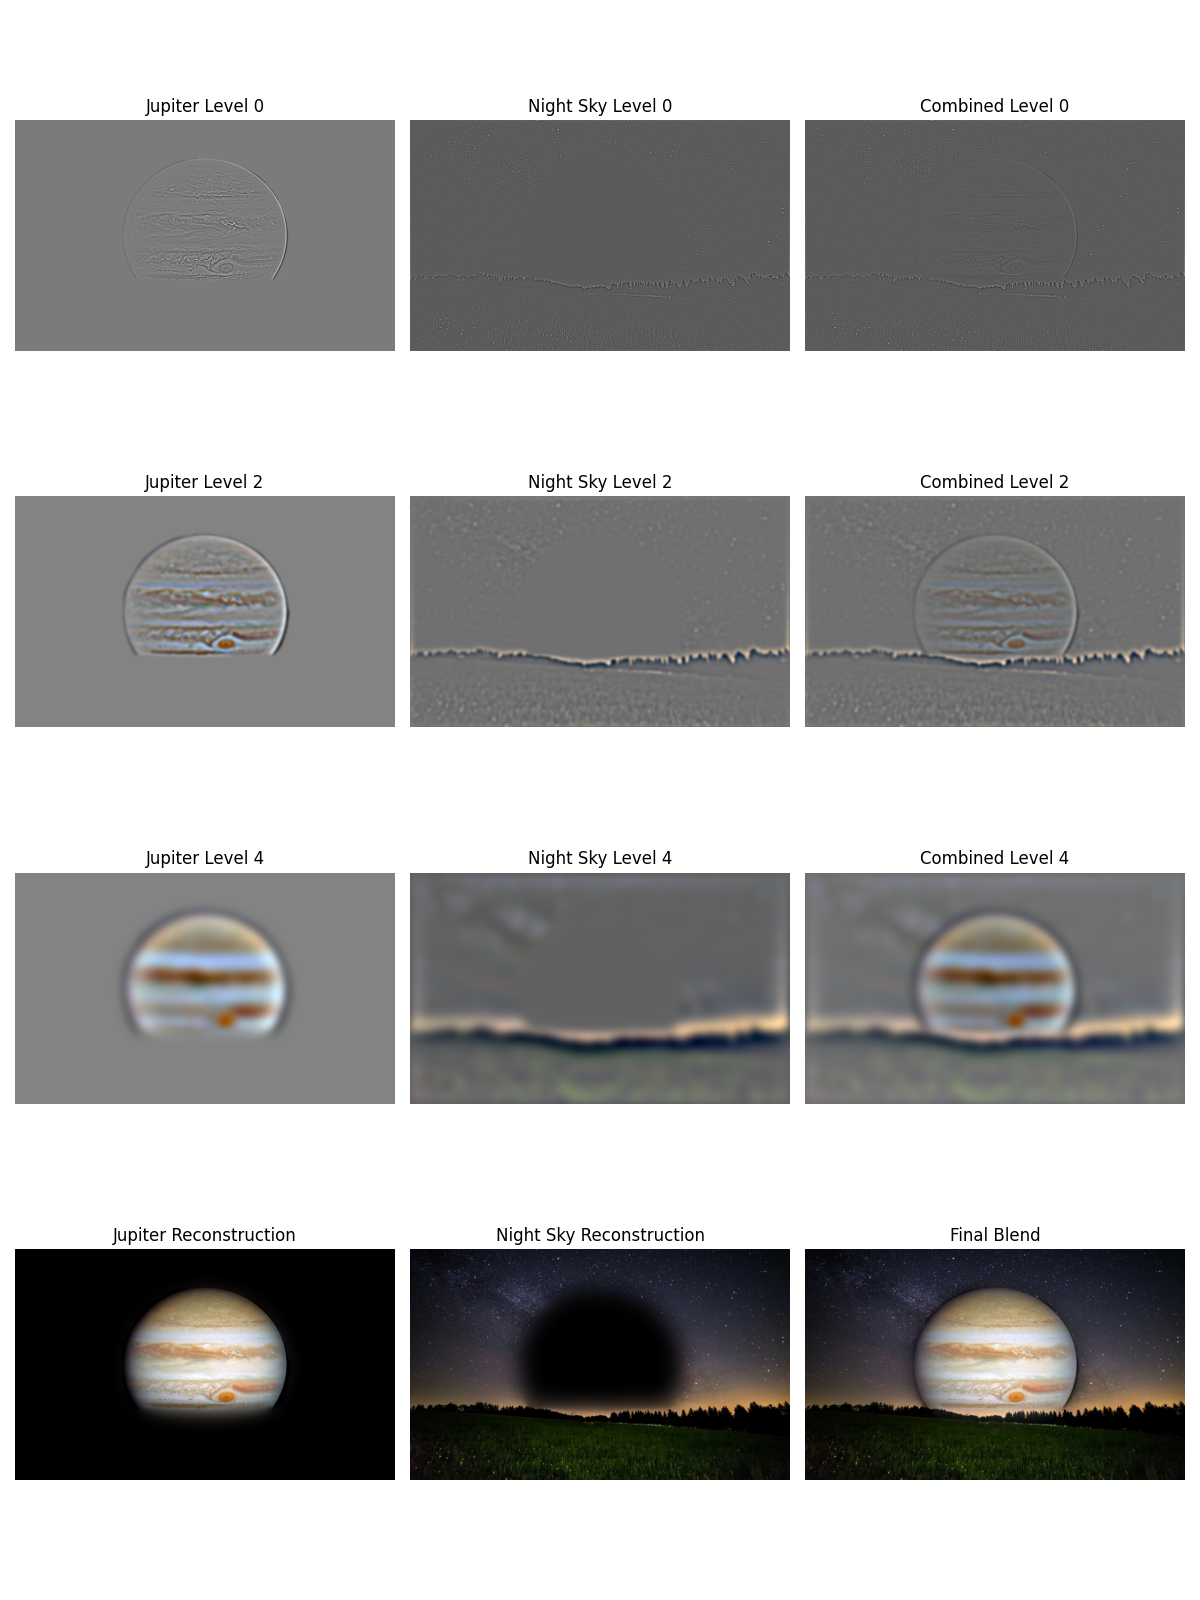 Jupiter Level 0
Night Sky Level 0
Combined Level 0
Jupiter Level 2
Night Sky Level 2
Combined Level 2
Jupiter Level 4
Night Sky Level 4
Combined Level 4
Jupiter Reconstruction
Night Sky Reconstruction
Final Blend